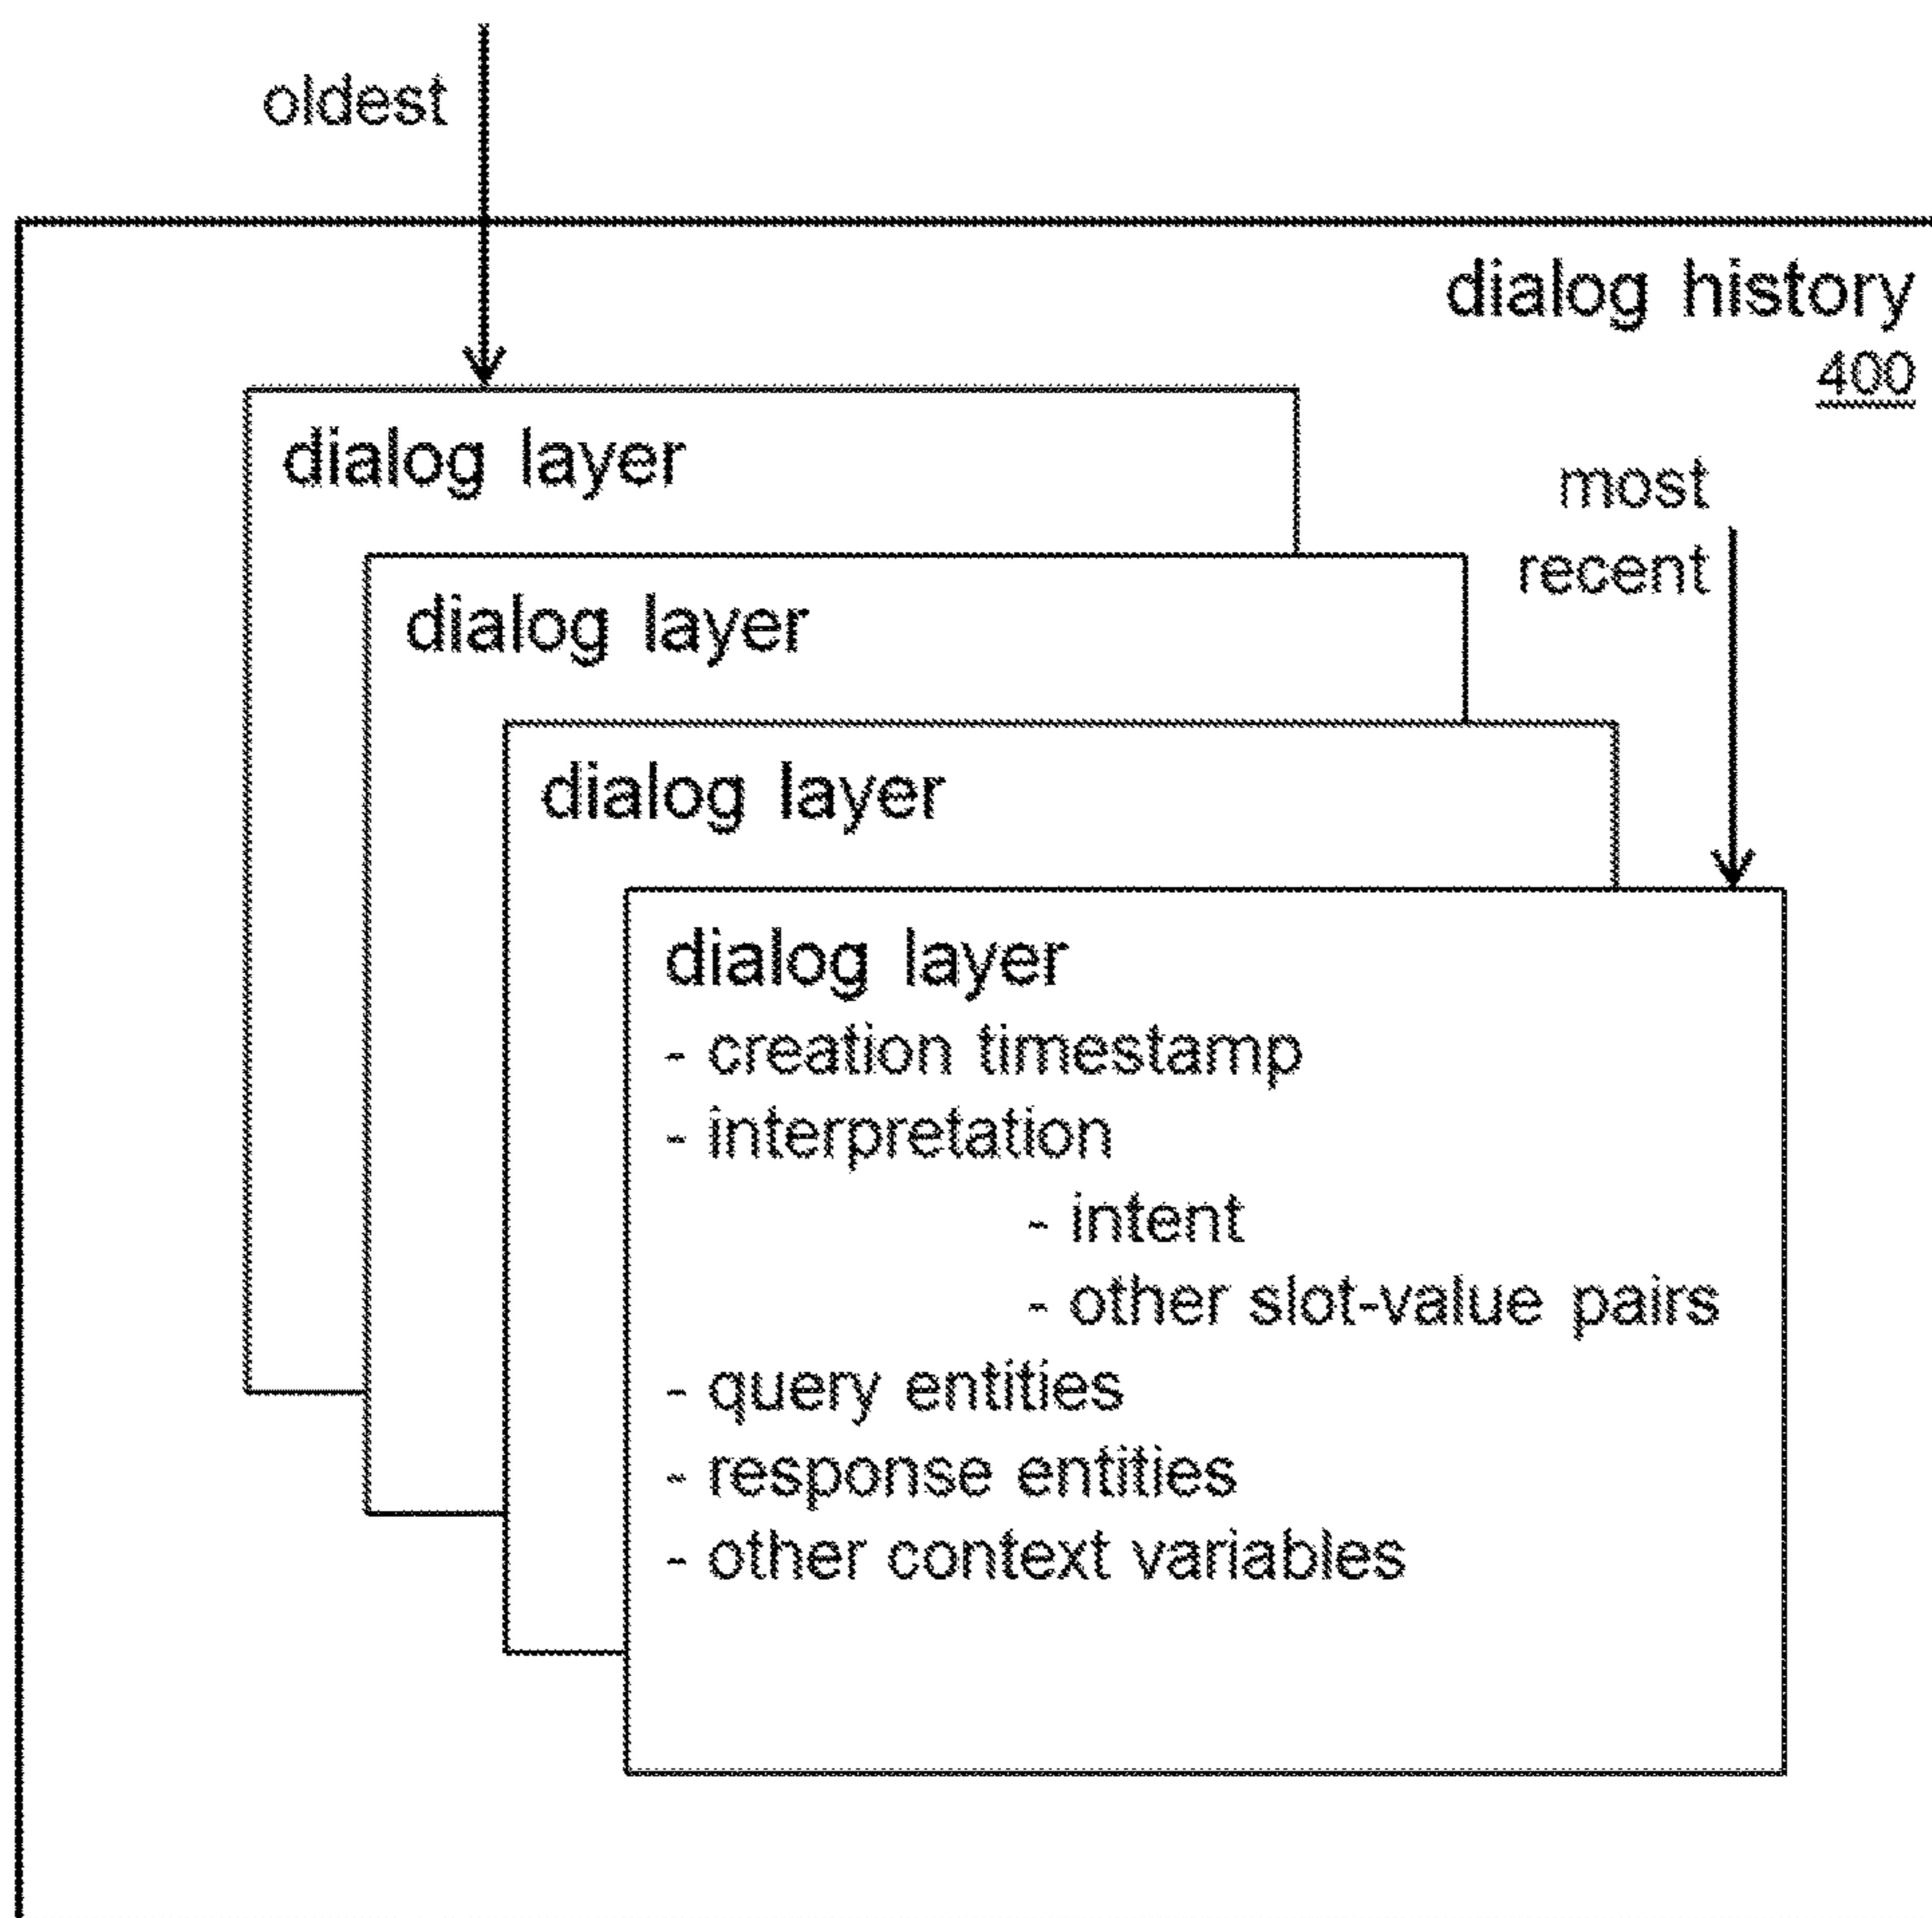 oldest
dialog history
400
dialog layer
most
recent
dialog layer
dialog layer
dialog layer
- creation timestamp
- interpretation
- intent
- other slot-value pairs
- query entities
- response entities
- other context variables